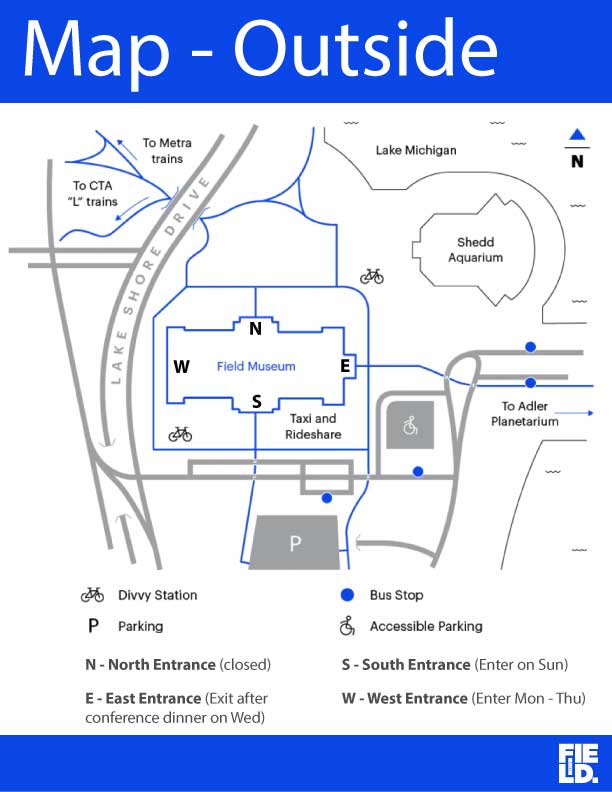 Map - Outside
To Metra
trains
Lake Michigan
N
To CTA
“L” trains
LAKE SHORE DRIVE
Shedd
Aquarium
N
W
Field Museum
E
S
Taxi and
Rideshare
To Adler
Planetarium
P
Divvy Station
Bus Stop
P
Parking
Accessible Parking
N - North Entrance (closed)
S - South Entrance (Enter on Sun)
E - East Entrance (Exit after
conference dinner on Wed)
W - West Entrance (Enter Mon - Thu)
FIE
LD.